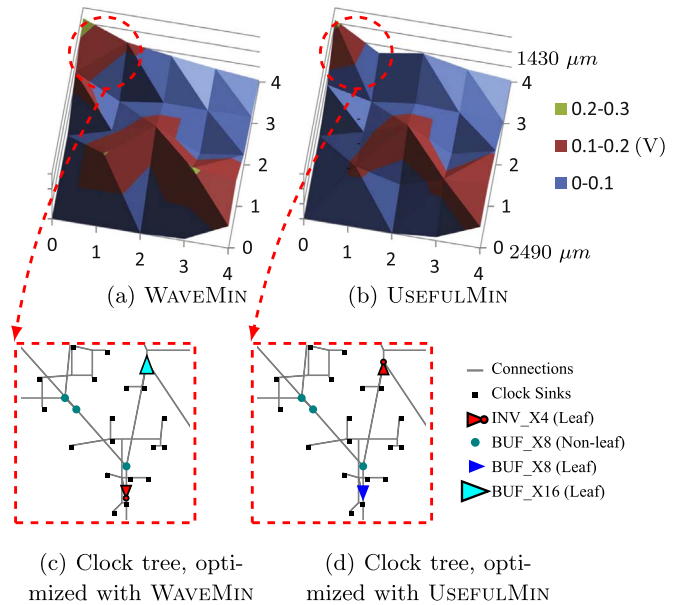 1430 µm
4
4
0.2-0.3
3
3
0.1-0.2 (V)
2
2
0-0.1
1
1
0
0
0
1
2
3
4
0
1
2
3
4
2490 µm
(a) WAVEMIN
(b) USEFULMIN
Connections
Clock Sinks
INV_X4 (Leaf)
BUF_X8 (Non-leaf)
BUF_X8 (Leaf)
BUF_X16 (Leaf)
(c) Clock tree, opti-
mized with WAVEMIN
(d) Clock tree, opti-
mized with USEFULMIN